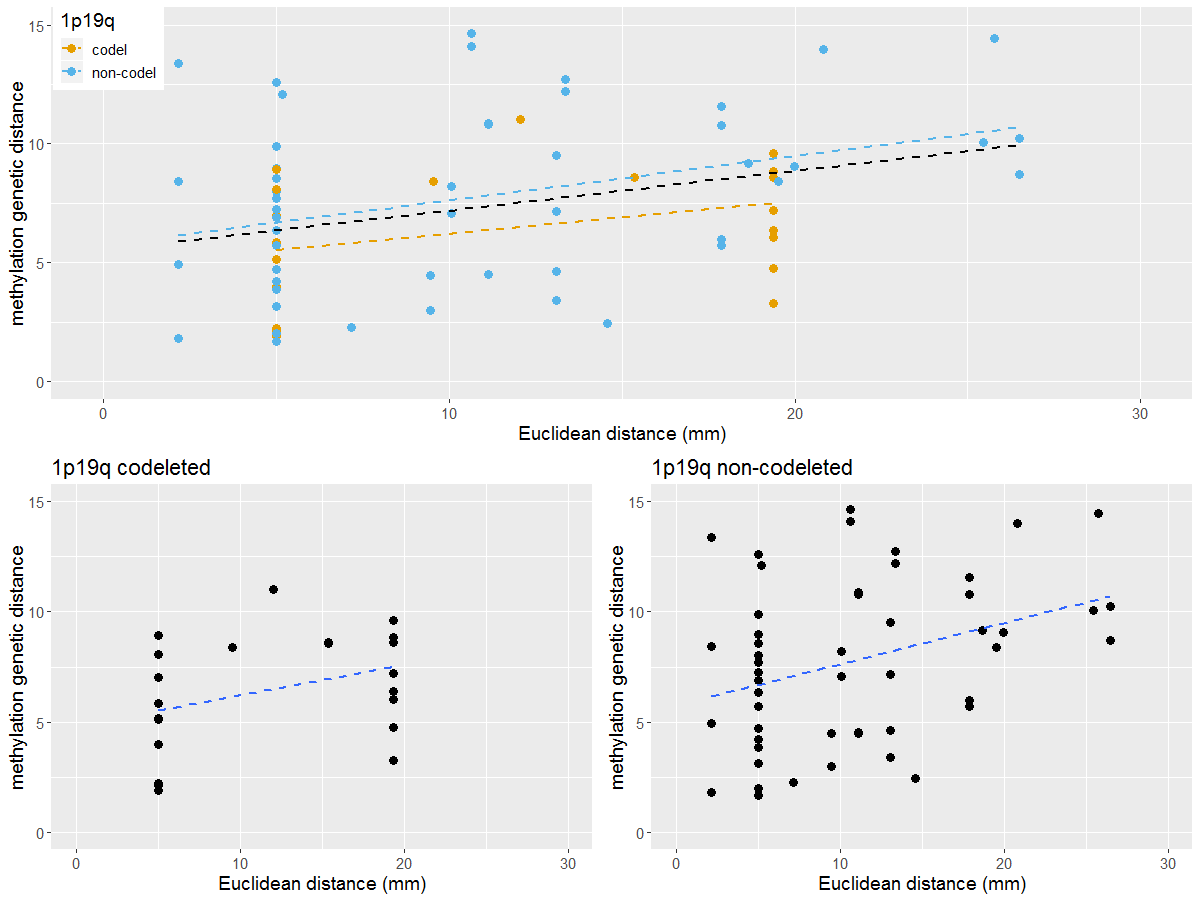 1p19q
codel
non-codel
methylation genetic distance
15
10
5
0
0 10 20 30
Euclidean distance (mm)
1p19q codeleted
methylation genetic distance
15
10
5
0
0 10 20 30
Euclidean distance (mm)
1p19q non-codeleted
methylation genetic distance
15
10
5
0
0 10 20 30
Euclidean distance (mm)